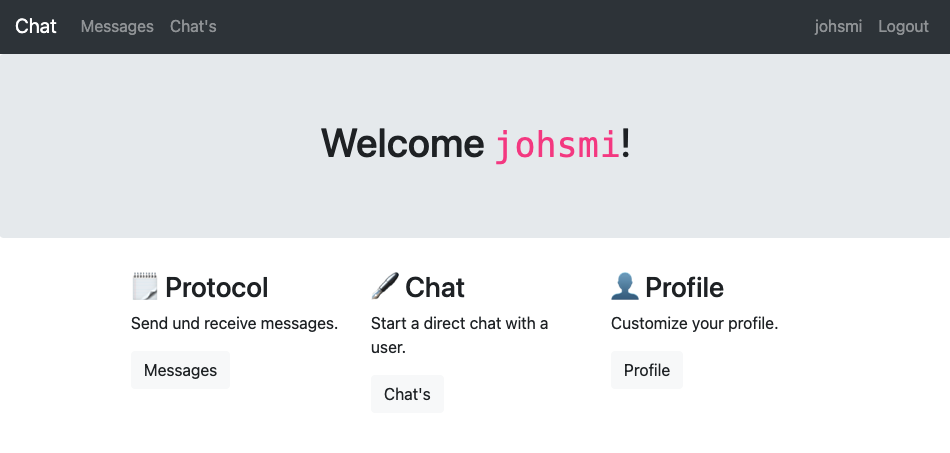 Chat Messages Chat's johsmi Logout
Welcome johsmi!
Protocol
Send und receive messages.
Messages
Chat
Start a direct chat with a
user.
Chat's
Profile
Customize your profile.
Profile